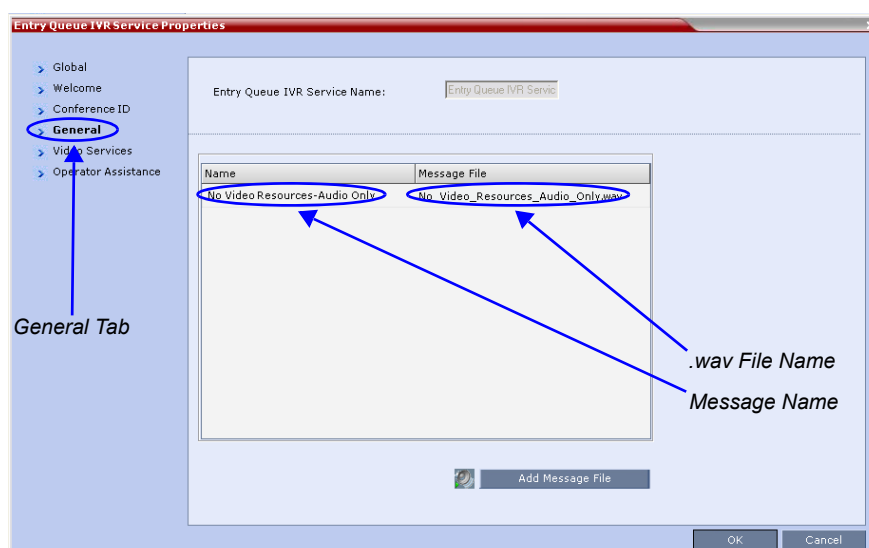 Entry Queue IVR Service Properties
Global
Welcome
Conference ID
General
Video Services
Operator Assistance
Entry Queue IVR Service Name:
Entry Queue IVR Servic
Name
Message File
No Video Resources-Audio Only
No_Video_Resources_Audio_Only.wav
General Tab
.wav File Name
Message Name
Add Message File
OK
Cancel